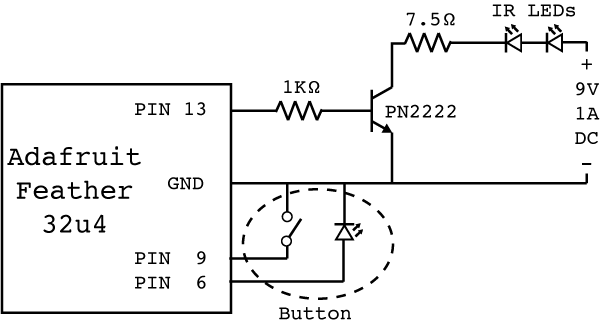 IR LEDs
7.5Ω
+
9V
1A
DC
−
1KΩ
PN2222
PIN 13
Adafruit
Feather
32u4
GND
PIN 9
PIN 6
Button